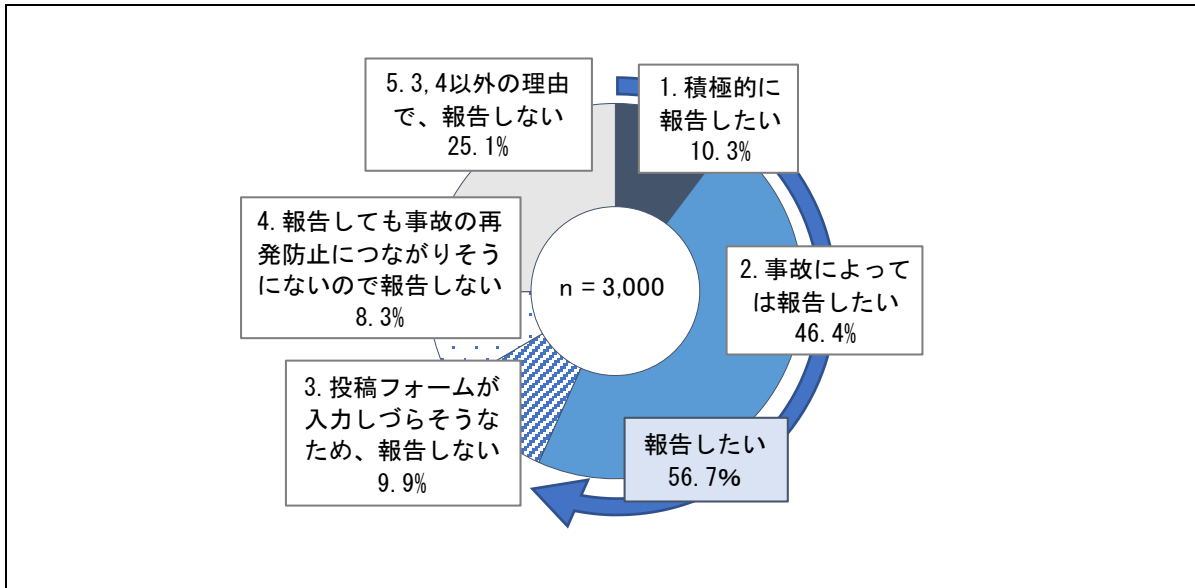 1.積極的に
報告したい
10.3%
2.事故によって
は報告したい
46.4%
報告したい
56.7%
3.投稿フォームが
入力しづらそうな
ため、報告しない
9.9%
4.報告しても事故の再
発防止につながりそう
にないので報告しない
8.3%
5.3,4以外の理由
で、報告しない
25.1%
n = 3,000